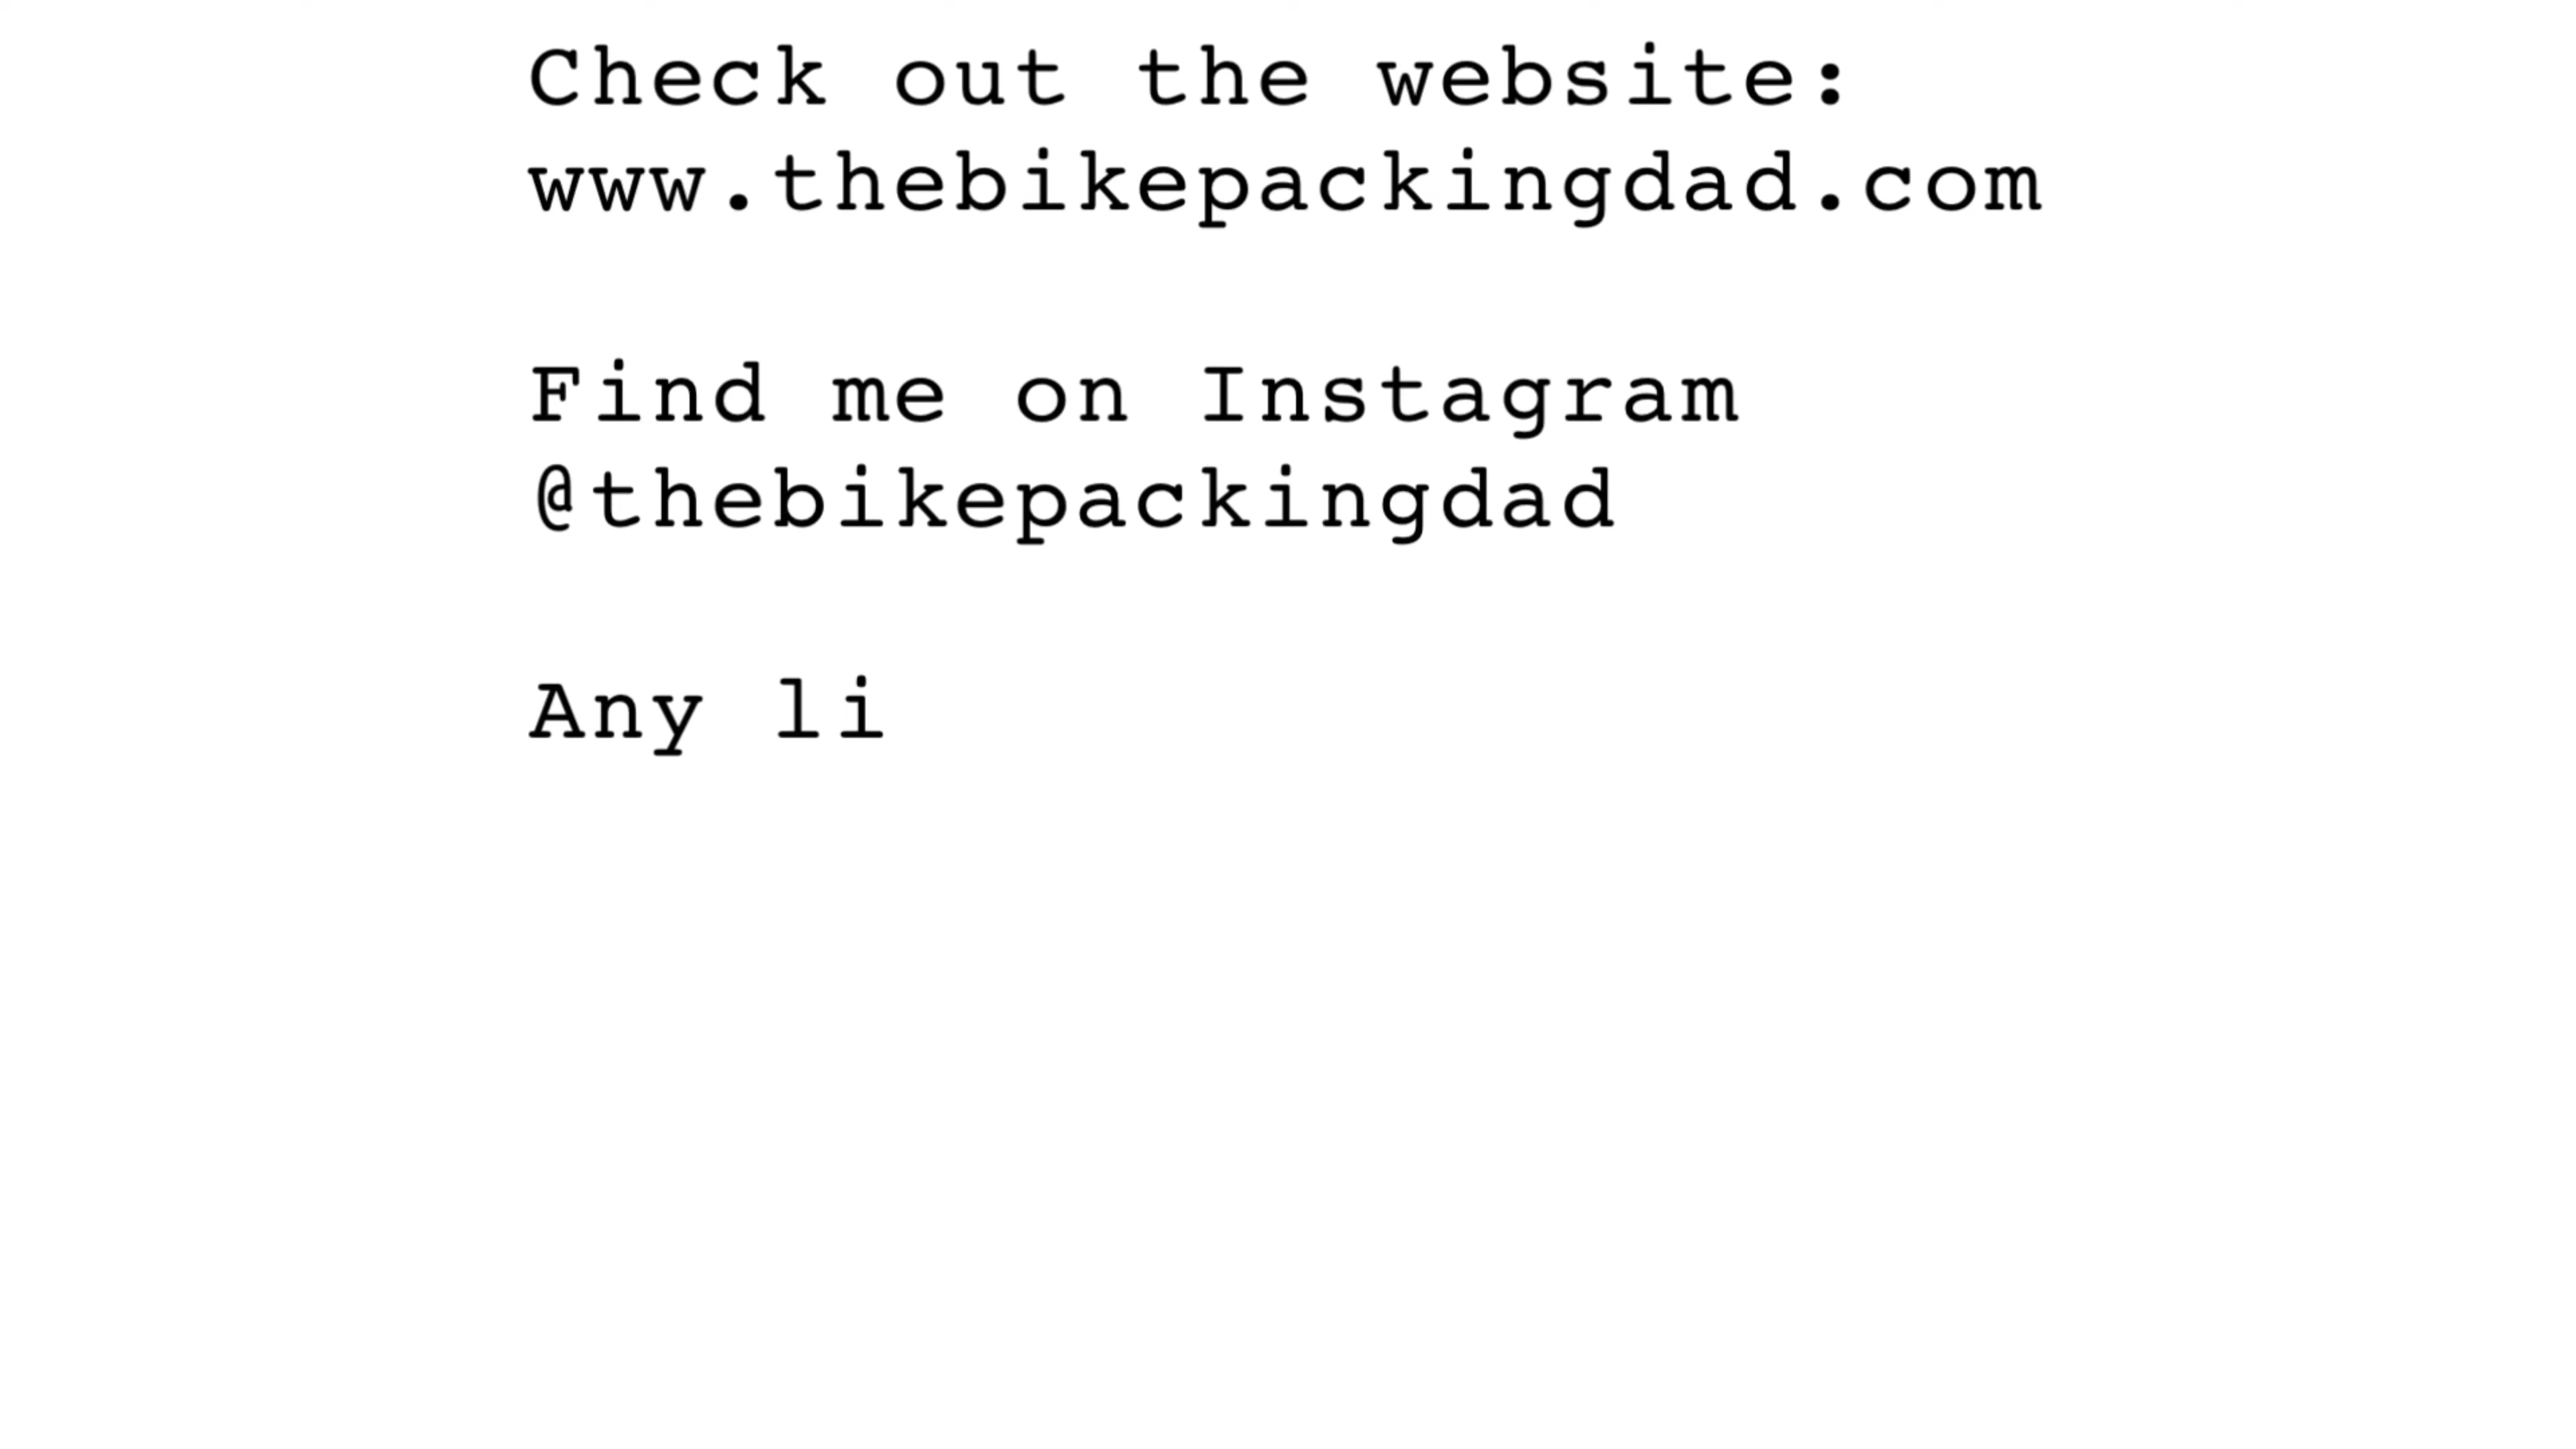 Check out the website:
www.thebikepackingdad.com
Find me on Instagram
@thebikepackingdad
Any li